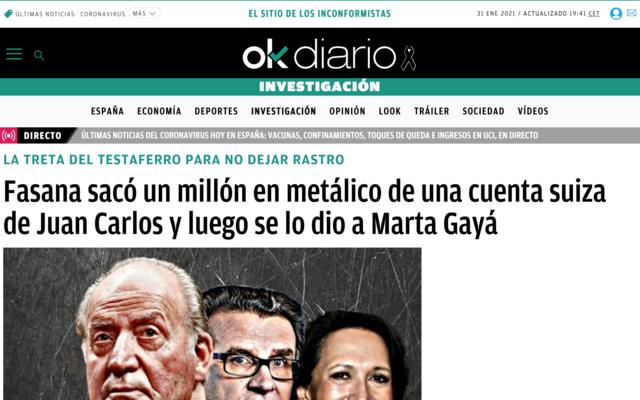 ÚLTIMAS NOTICIAS CORONAVIRUS MÁS EL SITIO DE LOS INCONFORMISTAS 31 ENE 2021 / ACTUALIZADO 19:41 CET
okdiario
INVESTIGACIÓN
ESPAÑA ECONOMÍA DEPORTES INVESTIGACIÓN OPINIÓN LOOK TRÁILER SOCIEDAD VÍDEOS
DIRECTO ÚLTIMAS NOTICIAS DEL CORONAVIRUS HOY EN ESPAÑA: VACUNAS, CONFINAMIENTOS, TOQUES DE QUEDA E INGRESOS EN UCI, EN DIRECTO
LA TRETA DEL TESTAFERRO PARA NO DEJAR RASTRO
Fasana sacó un millón en metálico de una cuenta suiza
de Juan Carlos y luego se lo dio a Marta Gayá